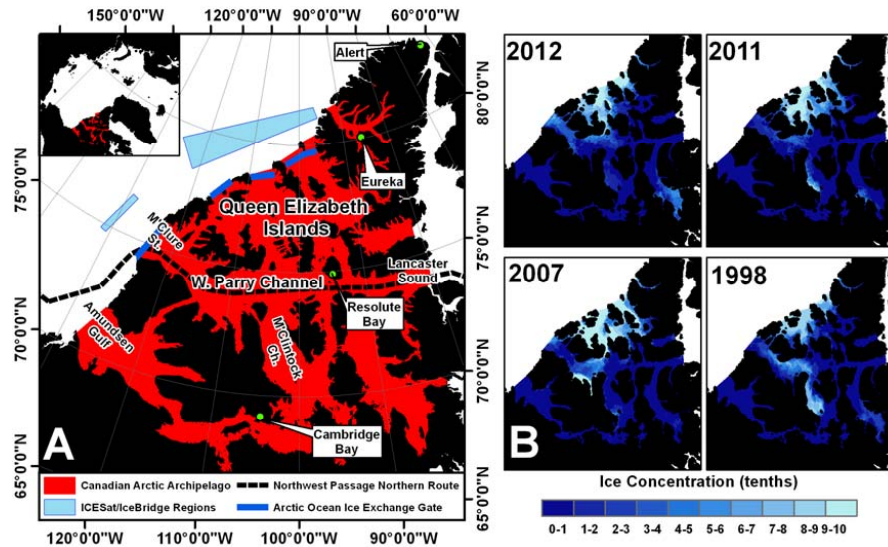 150°0'0"W
120°0'0"W
90°0'0"W
60°0'0"W
80°0'0"N
75°0'0"N
70°0'0"N
65°0'0"N
75°0'0"N
70°0'0"N
65°0'0"N
120°0'0"W
110°0'0"W
100°0'0"W
90°0'0"W
Alert
Eureka
Queen Elizabeth
Islands
M'Clure
St.
W. Parry Channel
Lancaster
Sound
Resolute
Bay
Amundsen
Gulf
M'Clintock
Ch.
Cambridge
Bay
A
Canadian Arctic Archipelago
Northwest Passage Northern Route
ICESat/IceBridge Regions
Arctic Ocean Ice Exchange Gate
2012
2011
2007
1998
B
Ice Concentration (tenths)
0-1 1-2 2-3 3-4 4-5 5-6 6-7 7-8 8-9 9-10